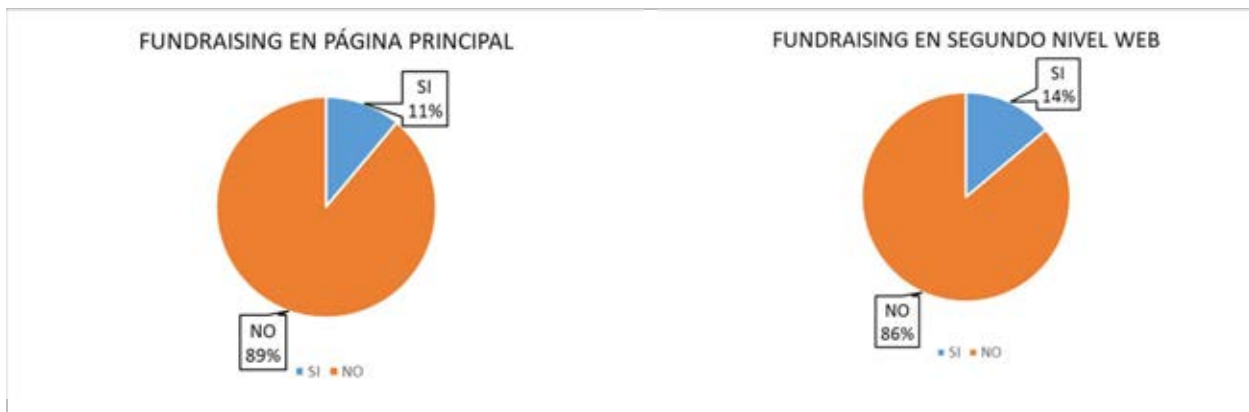 FUNDRAISING EN PÁGINA PRINCIPAL
SI
11%
NO
89%
SI NO
FUNDRAISING EN SEGUNDO NIVEL WEB
SI
14%
NO
86%
SI NO